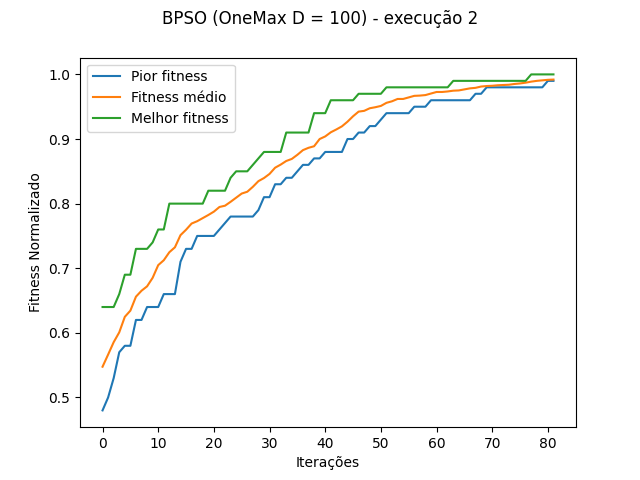 BPSO (OneMax D = 100) - execução 2
Pior fitness
Fitness médio
Melhor fitness
Fitness Normalizado
1.0
0.9
0.8
0.7
0.6
0.5
0 10 20 30 40 50 60 70 80
Iterações